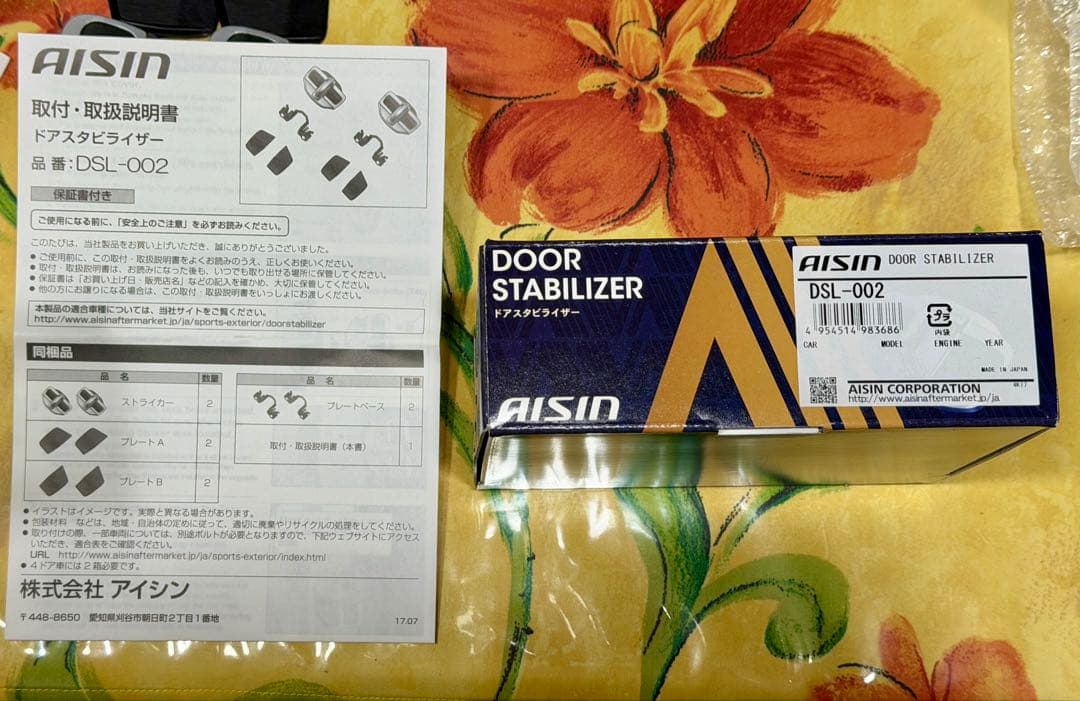 AISIN
取付・取扱説明書
ドアスタビライザー
品番:DSL-002
保証書付き
ご使用になる前に、「安全上のご注意」を必ずお読みください。
このたびは、当社製品をお買い上げいただき、誠にありがとうございました。
● ご使用前に、この取付・取扱説明書をよくお読みのうえ、正しくお使いください。
● 取付・取扱説明書は、お読みになった後も、いつでも取り出せる場所に保管してください。
● 保証書は「お買い上げ日・販売店名」などの記入を確かめ、大切に保管してください。
● 他の方にお譲りになる場合は、この取付・取扱説明書をいっしょにお渡しください。
本製品の適合車種については、当社サイトをご覧ください。
http://www.aisinaftermarket.jp/ja/sports-exterior/doorstabilizer
同梱品
品 名 数量
ストライカー 2
プレートA 2
プレートB 2
品 名 数量
プレートベース 2
取付・取扱説明書(本書) 1
● イラストはイメージです。実際と異なる場合があります。
● 包装材料 などは、地域・自治体の定めに従って、適切に廃棄やリサイクルの処理をしてください。
● 取り付けの際、一部車両については、別途ボルトが必要となりますので、下記ウェブサイトにアクセス
いただき、適合表をご確認ください。
URL http://www.aisinaftermarket.jp/ja/sports-exterior/index.html
● 4ドア車には2箱必要です。
株式会社 アイシン
〒448-8650 愛知県刈谷市朝日町2丁目1番地
17.07
DOOR
STABILIZER
ドアスタビライザー
AISIN
AISIN DOOR STABILIZER
DSL-002
4 954514 983686
プラ
内袋
CAR MODEL ENGINE YEAR
MADE IN JAPAN
4K17
AISIN CORPORATION
http://www.aisinaftermarket.jp/ja